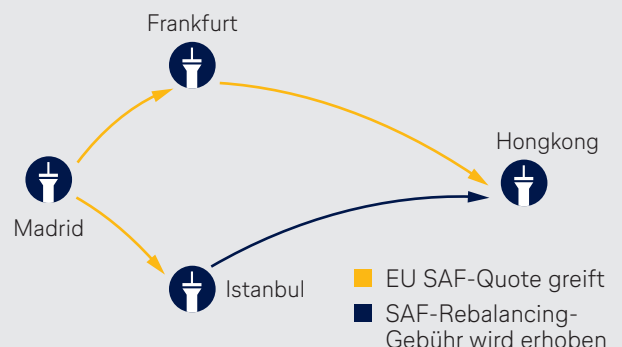 Frankfurt
Hongkong
Madrid
Istanbul
EU SAF-Quote greift
SAF-Rebalancing-
Gebühr wird erhoben